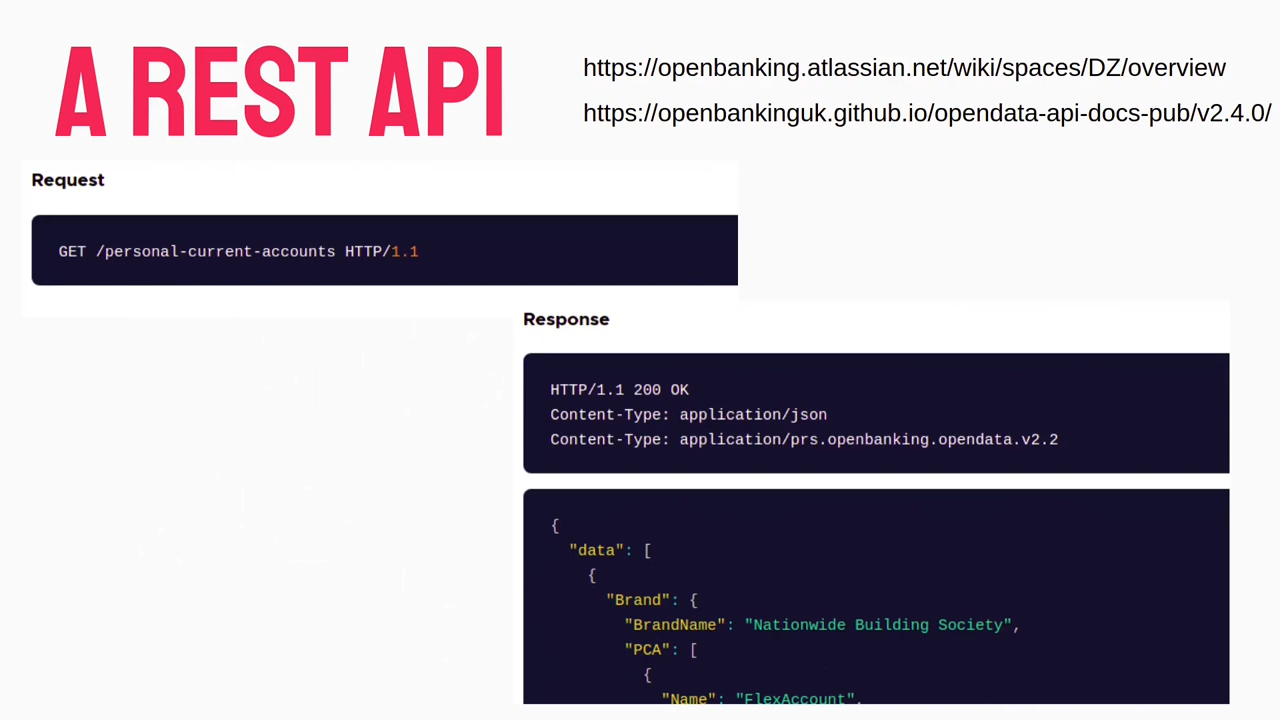 A REST API
https://openbanking.atlassian.net/wiki/spaces/DZ/overview
https://openbankinguk.github.io/opendata-api-docs-pub/v2.4.0/
Request
GET /personal-current-accounts HTTP/1.1
Response
HTTP/1.1 200 OK
Content-Type: application/json
Content-Type: application/prs.openbanking.opendata.v2.2
{
"data": [
{
"Brand": {
"BrandName": "Nationwide Building Society",
"PCA": [
{
"Name": "FlexAccount",